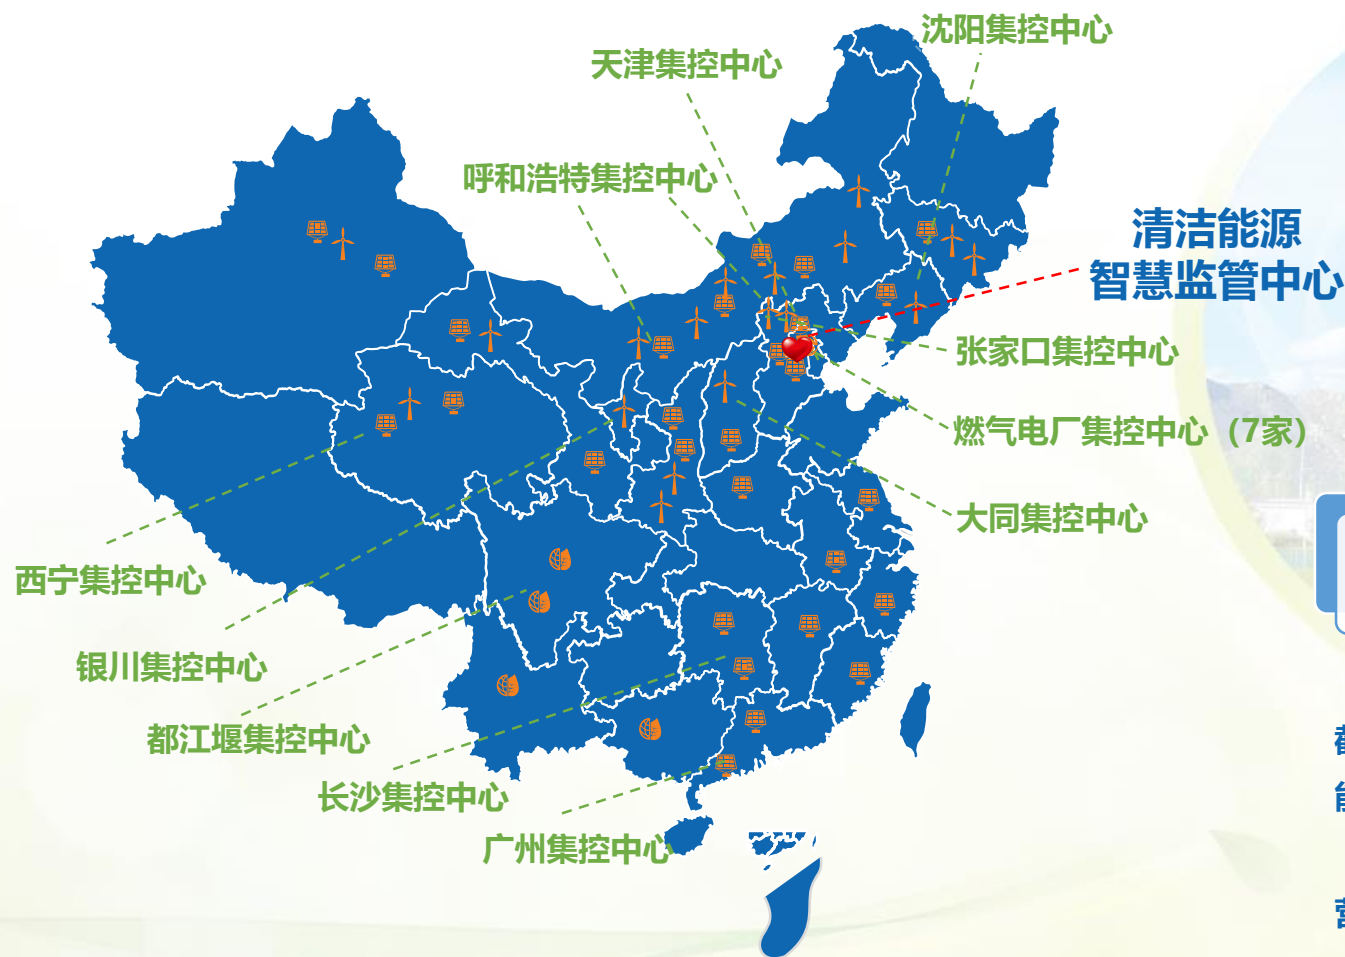 沈阳集控中心
天津集控中心
呼和浩特集控中心
清洁能源
智慧监管中心
张家口集控中心
燃气电厂集控中心（7家）
大同集控中心
西宁集控中心
银川集控中心
都江堰集控中心
长沙集控中心
广州集控中心